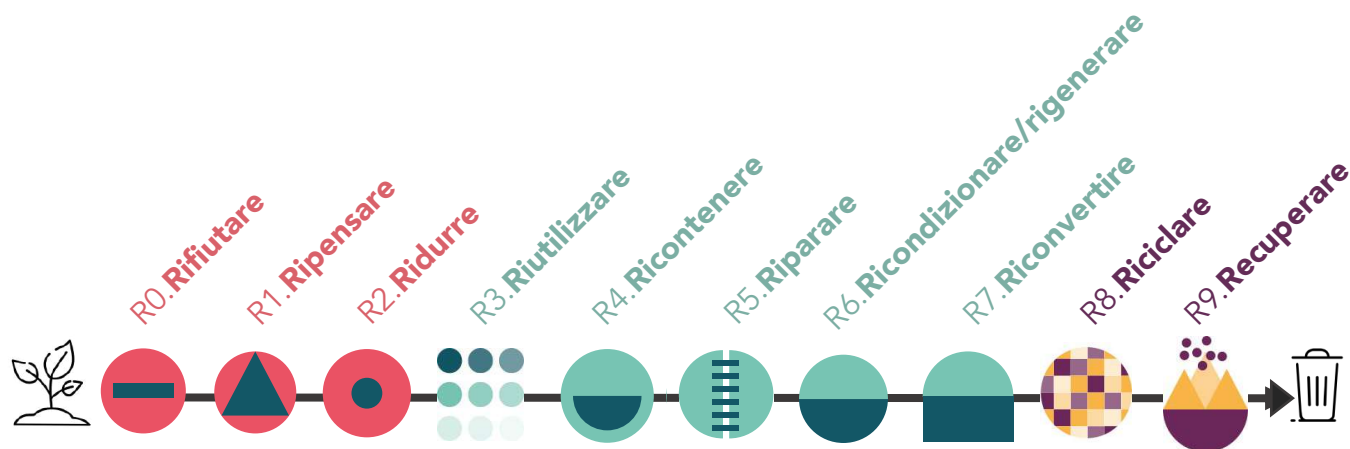 R0.Rifiutare
R1.Ripensare
R2.Ridurre
R3.Riutilizzare
R4.Ricontenere
R5.Riparare
R6.Ricondizionare/rigenerare
R7.Riconvertire
R8.Riciclare
R9.Recuperare